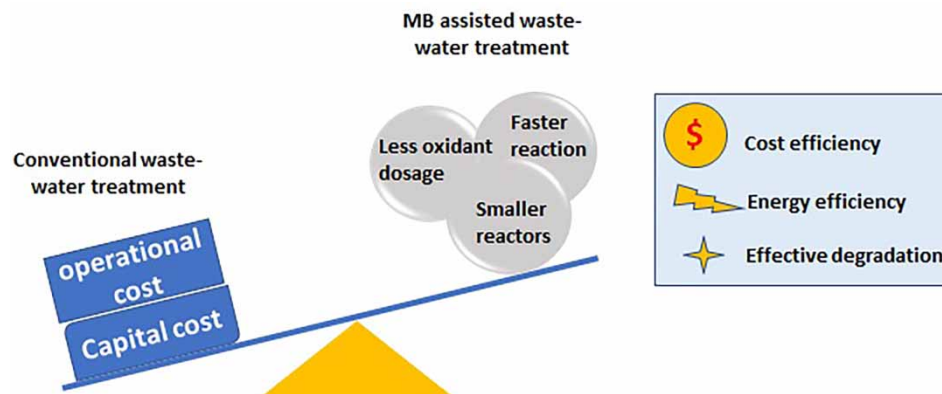 MB assisted waste-
water treatment
Conventional waste-
water treatment
operational
cost
Capital cost
Less oxidant
dosage
Faster
reaction
Smaller
reactors
$
Cost efficiency
Energy efficiency
Effective degradation